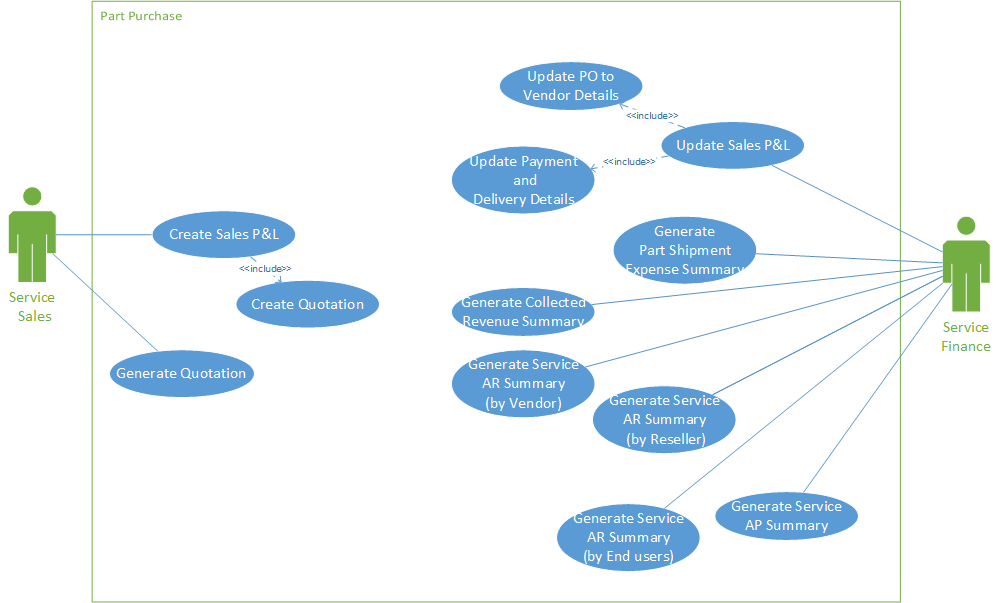 Part Purchase
Update PO to
Vendor Details
<<include>>
Update Sales P&L
Update Payment
and
Delivery Details
<<include>>
Create Sales P&L
<<include>>
Create Quotation
Service
Sales
Generate Quotation
Generate
Part Shipment
Expense Summary
Generate Collected
Revenue Summary
Service
Finance
Generate Service
AR Summary
(by Vendor)
Generate Service
AR Summary
(by Reseller)
Generate Service
AR Summary
(by End users)
Generate Service
AP Summary